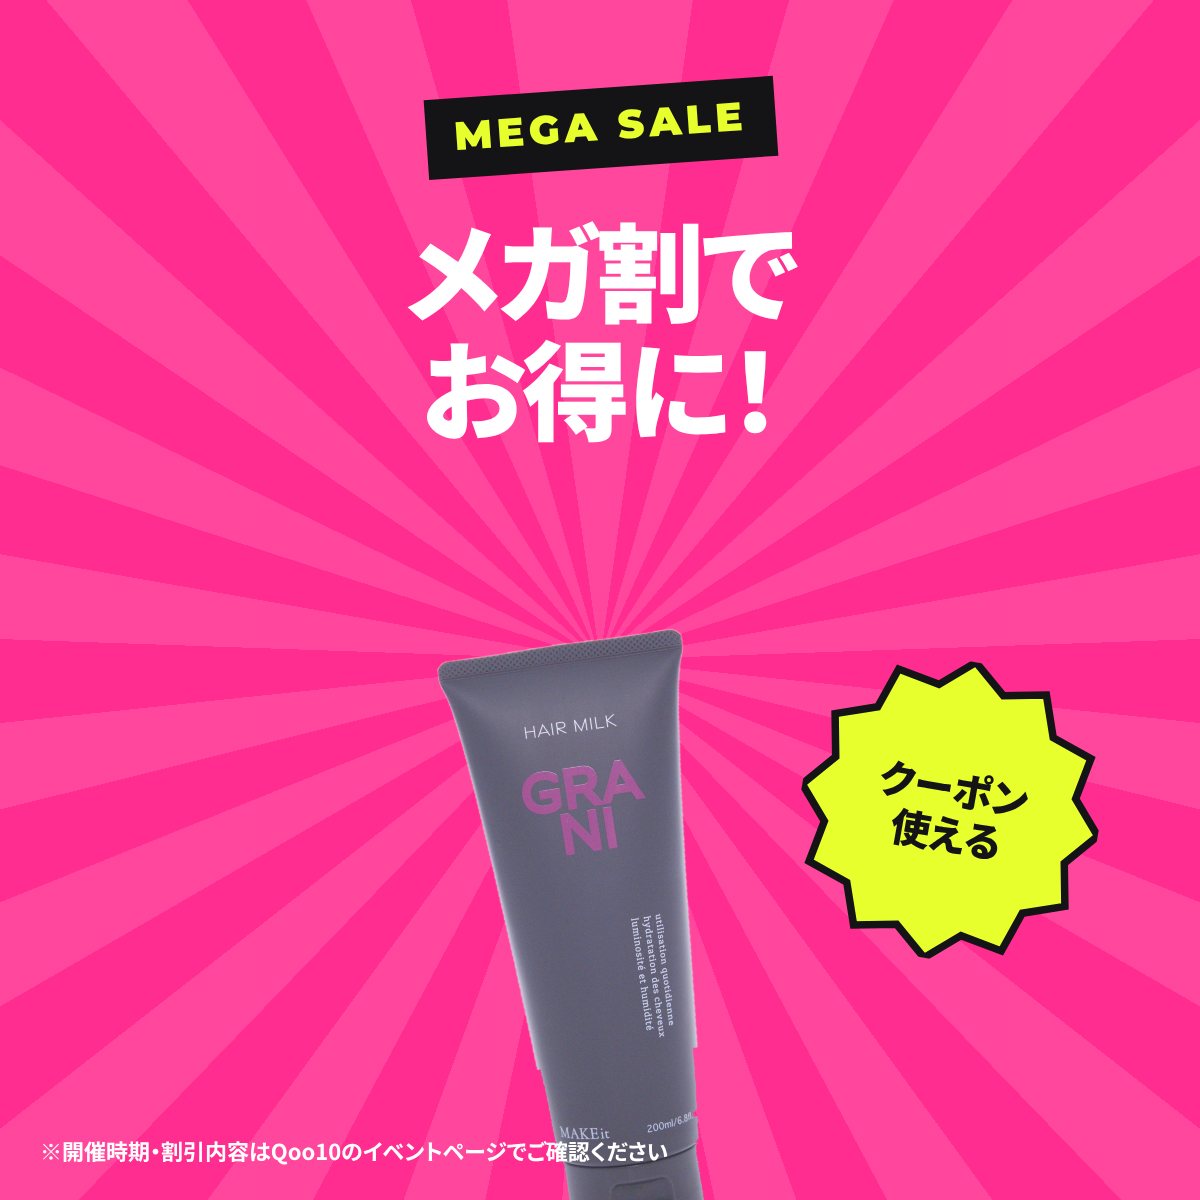 MEGA SALE
メガ割で
お得に!
HAIR MILK
GRA
NI
クーポン
使える
utilisation quotidienne
hydratation des cheveux
luminosité et humidité
MAKEit
200ml/6.8fl.
※開催時期・割引内容はQoo10のイベントページでご確認ください